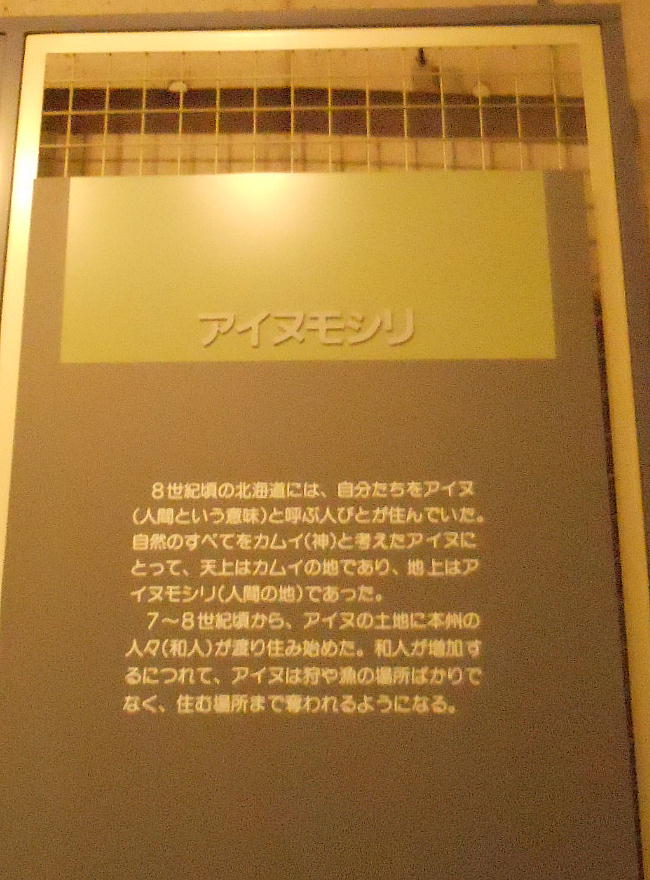 アイヌモシリ
8世紀頃の北海道には、自分たちをアイヌ
(人間という意味)と呼ぶ人びとが住んでいた。
自然のすべてをカムイ(神)と考えたアイヌに
とって、天上はカムイの地であり、地上はア
イヌモシリ(人間の地)であった。
7〜8世紀頃から、アイヌの土地に本州の
人々(和人)が渡り住み始めた。和人が増加す
るにつれて、アイヌは狩や漁の場所ばかりで
なく、住む場所まで奪われるようになる。